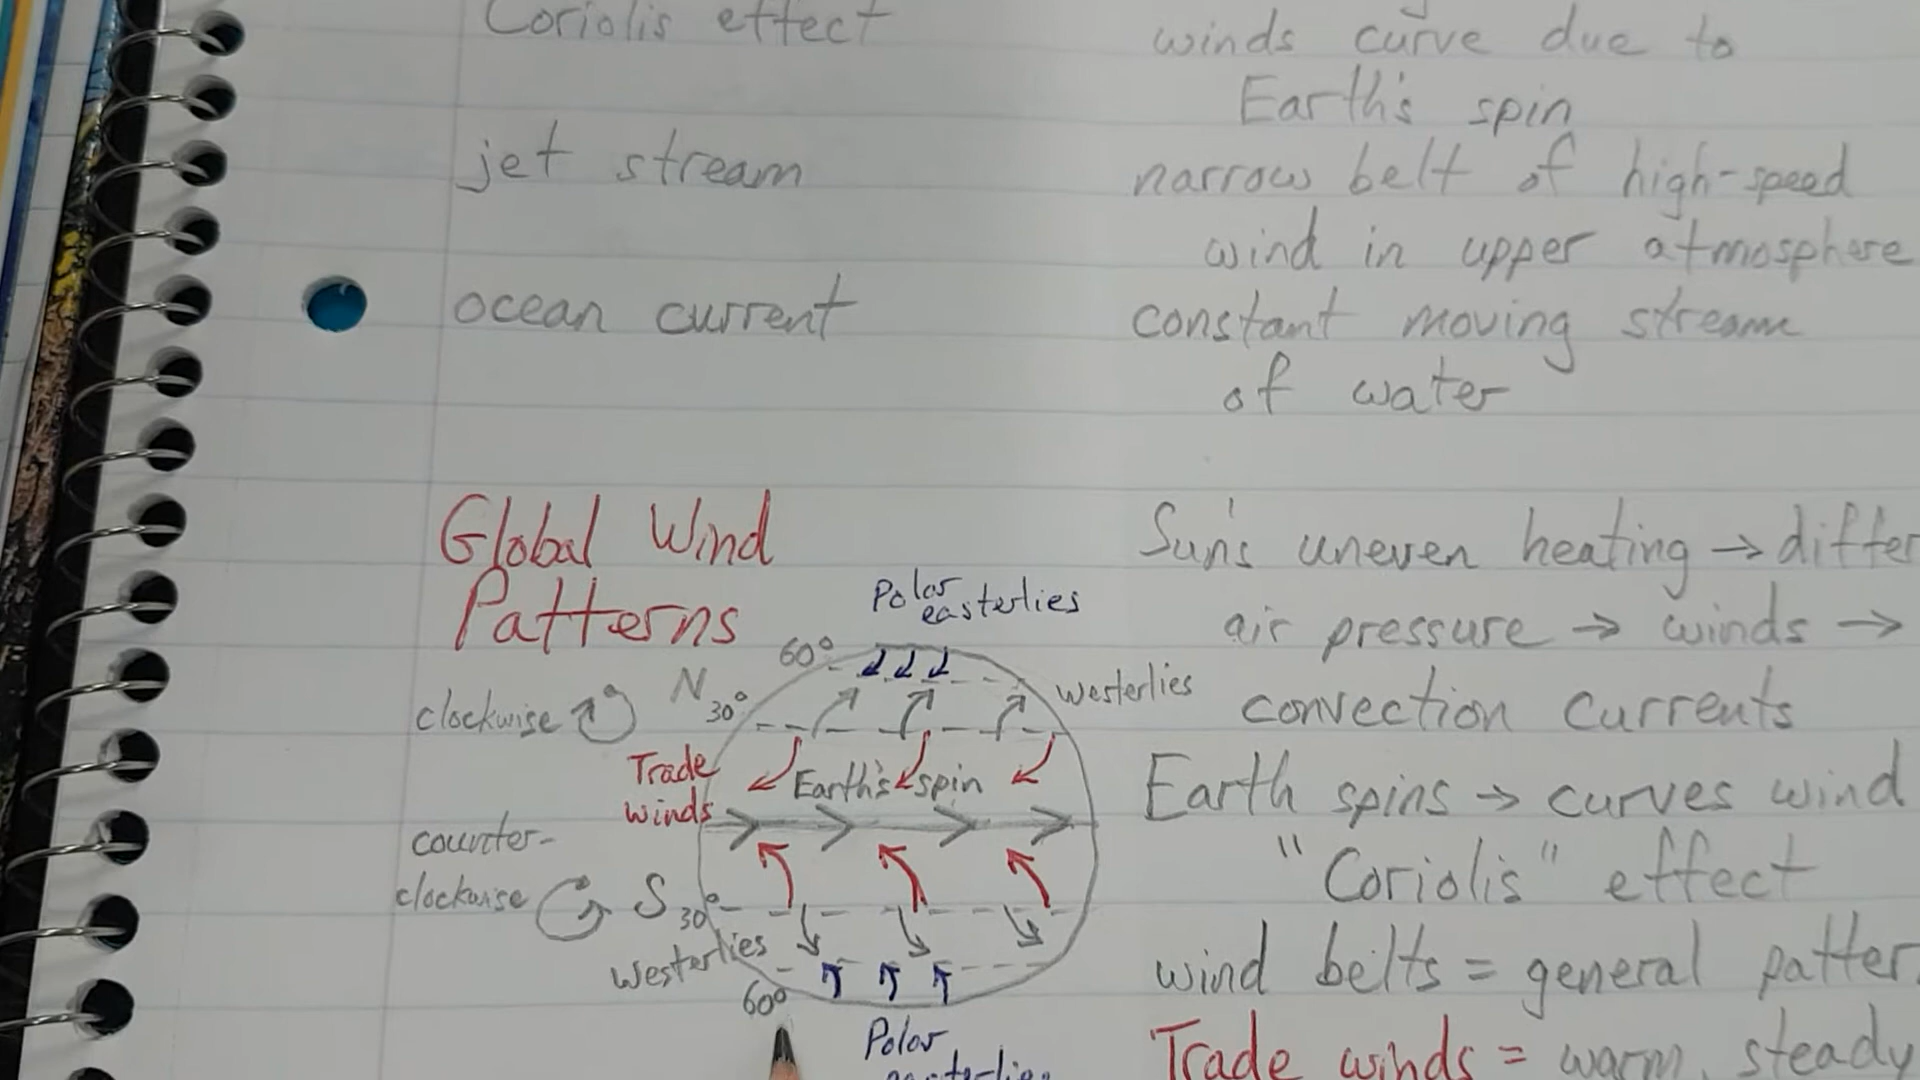 Coriolis effect
winds curve due to
Earth's spin
jet stream
narrow belt of high-speed
wind in upper atmosphere
ocean current
constant moving stream
of water
Global Wind
Patterns
Polar
easterlies
60°
N
30°
Westerlies
clockwise
Trade
winds
Earth's spin
counter-
clockwise
S
30°
Westerlies
60°
Polar
Sun's uneven heating → differ
air pressure → winds →
convection currents
Earth spins → curves wind
"Coriolis" effect
wind belts = general patter
Trade winds = warm, steady